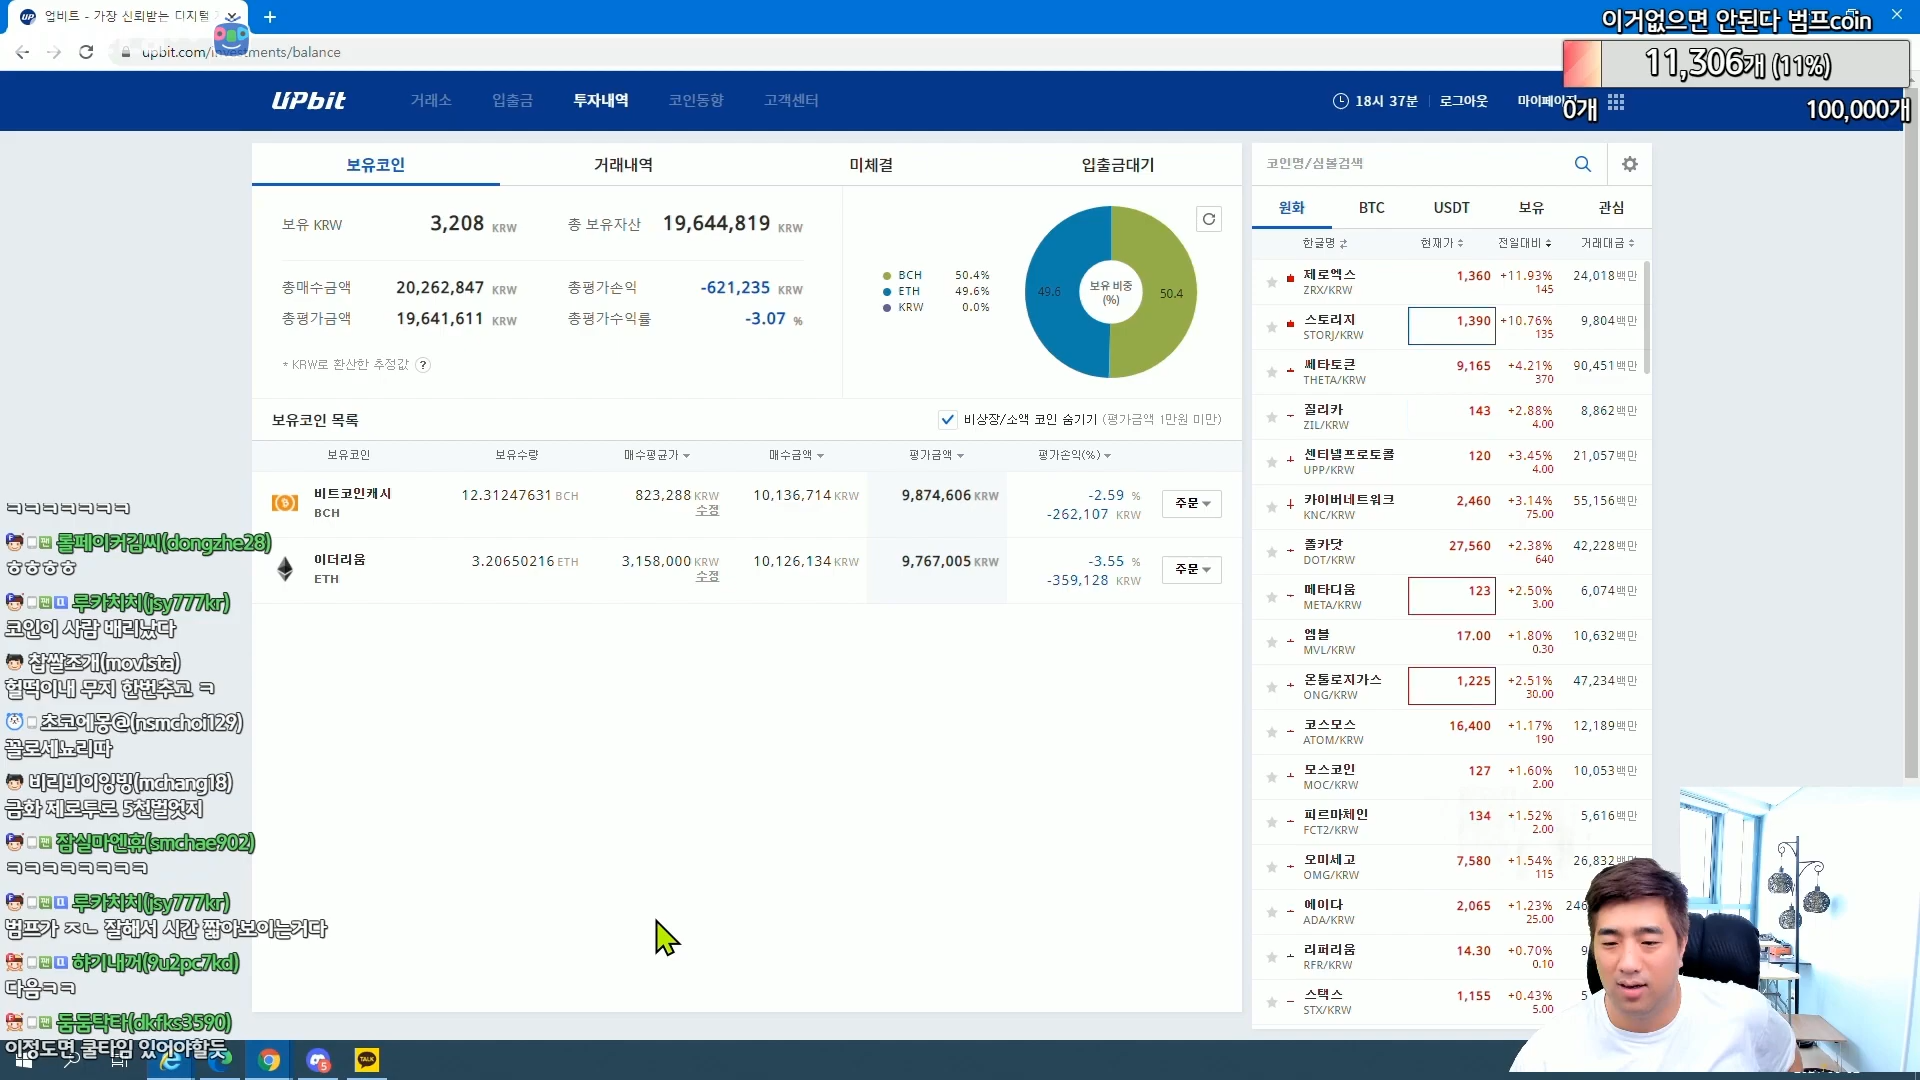 업비트 - 가장 신뢰받는 디지털
upbit.com/investments/balance
이거없으면 안된다 범프coin
11,306개 (11%)
0개
100,000개
UPbit
거래소
입출금
투자내역
코인동향
고객센터
18시 37분
로그아웃
마이페이지
보유코인
거래내역
미체결
입출금대기
보유 KRW
3,208 KRW
총 보유자산
19,644,819 KRW
총매수금액
20,262,847 KRW
총평가손익
-621,235 KRW
총평가금액
19,641,611 KRW
총평가수익률
-3.07 %
* KRW로 환산한 추정값 ?
BCH 50.4%
ETH 49.6%
KRW 0.0%
49.6
보유 비중
(%)
50.4
보유코인 목록
비상장/소액 코인 숨기기 (평가금액 1만원 미만)
보유코인
보유수량
매수평균가
매수금액
평가금액
평가손익(%)
비트코인캐시
BCH
12.31247631 BCH
823,288 KRW
수정
10,136,714 KRW
9,874,606 KRW
-2.59 %
-262,107 KRW
주문
이더리움
ETH
3.20650216 ETH
3,158,000 KRW
수정
10,126,134 KRW
9,767,005 KRW
-3.55 %
-359,128 KRW
주문
코인명/심볼검색
원화
BTC
USDT
보유
관심
한글명
현재가
전일대비
거래대금
제로엑스 1,360 +11.93% 24,018백만
ZRX/KRW 145
스토리지 1,390 +10.76% 9,804백만
STORJ/KRW 135
쎄타토큰 9,165 +4.21% 90,451백만
THETA/KRW 370
질리카 143 +2.88% 8,862백만
ZIL/KRW 4.00
센티넬프로토콜 120 +3.45% 21,057백만
UPP/KRW 4.00
카이버네트워크 2,460 +3.14% 55,156백만
KNC/KRW 75.00
폴카닷 27,560 +2.38% 42,228백만
DOT/KRW 640
메타디움 123 +2.50% 6,074백만
META/KRW 3.00
엠블 17.00 +1.80% 10,632백만
MVL/KRW 0.30
온톨로지가스 1,225 +2.51% 47,234백만
ONG/KRW 30.00
코스모스 16,400 +1.17% 12,189백만
ATOM/KRW 190
모스코인 127 +1.60% 10,053백만
MOC/KRW 2.00
피르마체인 134 +1.52% 5,616백만
FCT2/KRW 2.00
오미세고 7,580 +1.54% 26,832백만
OMG/KRW 115
에이다 2,065 +1.23% 246
ADA/KRW 25.00
리퍼리움 14.30 +0.70% 9
RFR/KRW 0.10
스택스 1,155 +0.43% 5
STX/KRW 5.00
ㅋㅋㅋㅋㅋㅋㅋ
롤페이커김씨(dongzhe28)
ㅎㅎㅎㅎ
루카치치(jsy777kr)
코인이 사람 배리놨다
찹쌀조개(movista)
헐떡이내 무지 한번추고 ㅋ
초코에몽@(nsmchoi129)
꼴로세뇨리따
비리비이잉빙(mchang18)
금화 제로투로 5천벌엇지
잠실마엔휴(smchae902)
ㅋㅋㅋㅋㅋㅋㅋㅋ
루카치치(jsy777kr)
범프가 ㅈㄴ 잘해서 시간 짧아보이는거다
햐기내꺼(9u2pc7kd)
다음ㅋㅋ
둠둠탁타(dkfks3590)
이정도면 쿨타임 있어야할듯
TALK
5